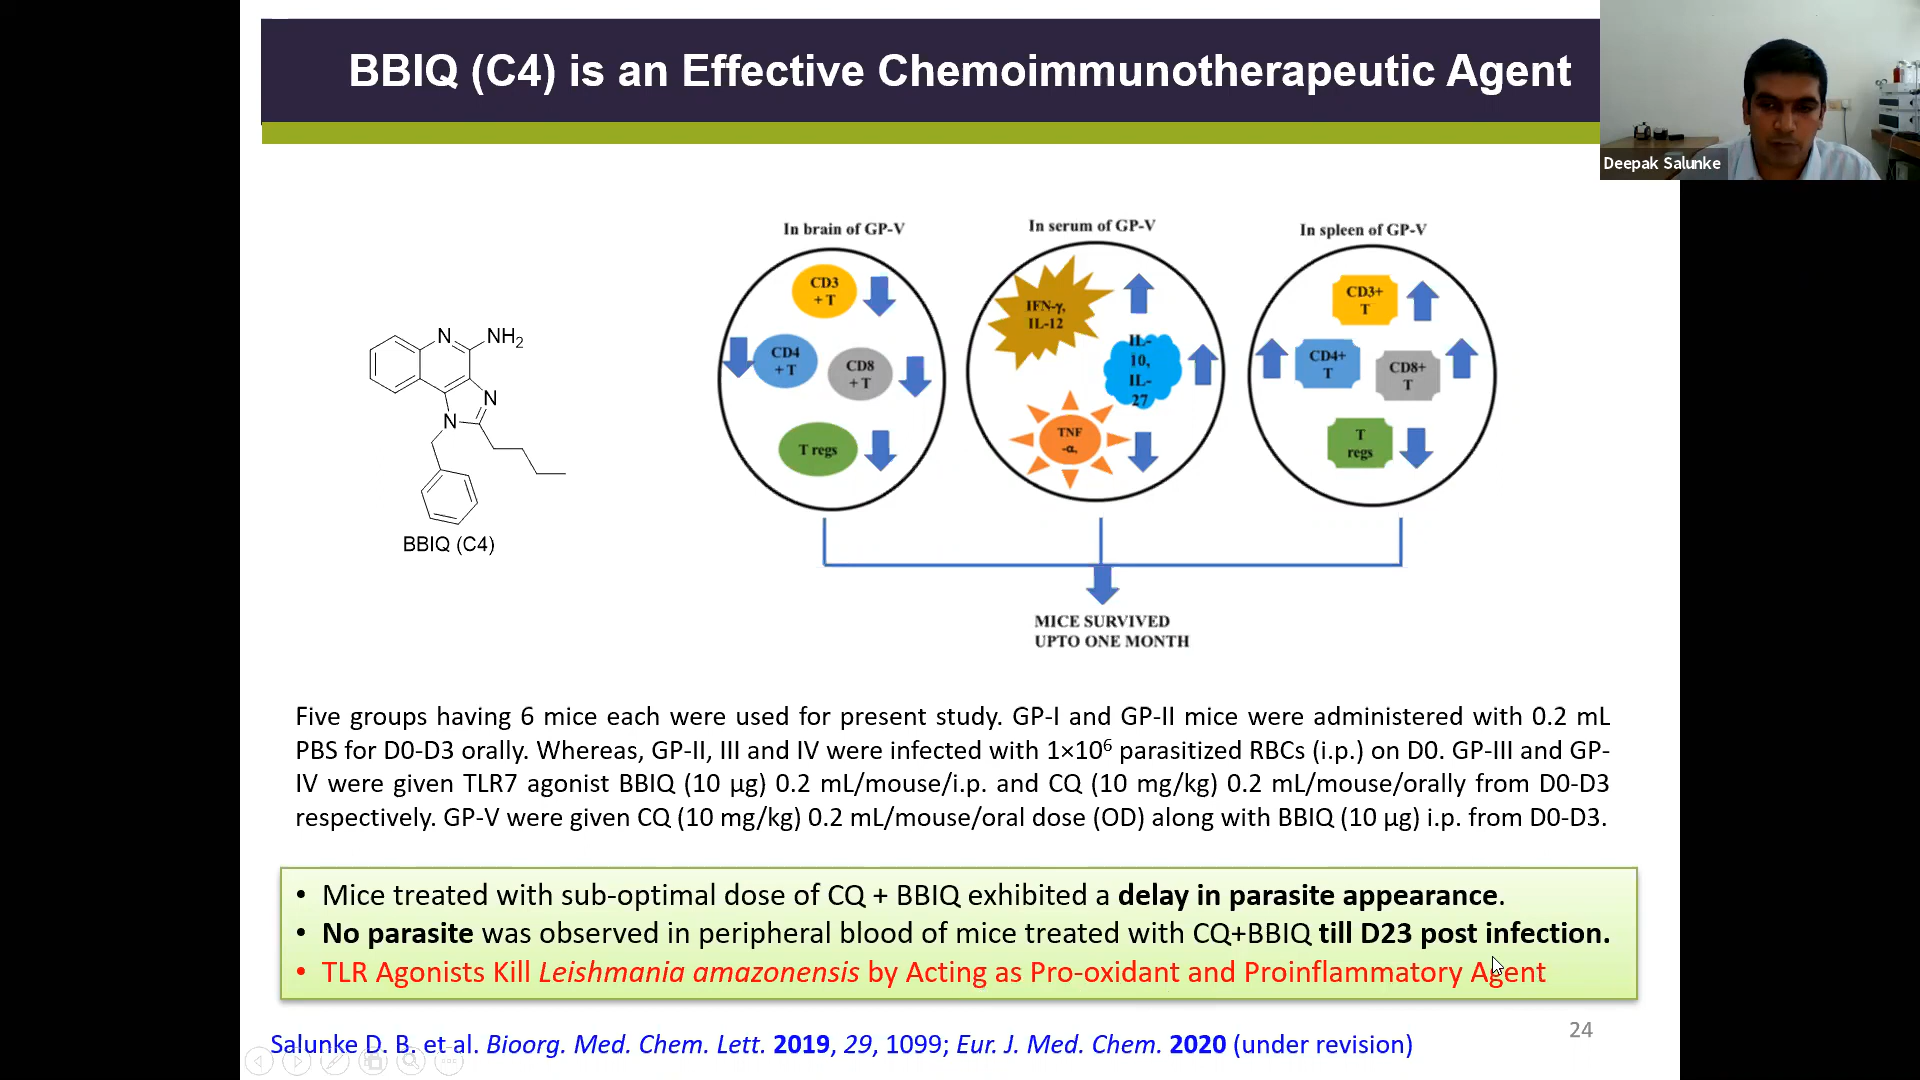 BBIQ (C4) is an Effective Chemoimmunotherapeutic Agent
Deepak Salunke
In brain of GP-V
CD3
+ T
CD4
+ T
CD8
+ T
T regs
In serum of GP-V
IFN-γ,
IL-12
IL-
10,
IL-
27
TNF
-α,
In spleen of GP-V
CD3+
T
CD4+
T
CD8+
T
T
regs
N
NH₂
N
N
BBIQ (C4)
MICE SURVIVED
UPTO ONE MONTH
Five groups having 6 mice each were used for present study. GP-I and GP-II mice were administered with 0.2 mL
PBS for D0-D3 orally. Whereas, GP-II, III and IV were infected with 1×10⁶ parasitized RBCs (i.p.) on D0. GP-III and GP-
IV were given TLR7 agonist BBIQ (10 µg) 0.2 mL/mouse/i.p. and CQ (10 mg/kg) 0.2 mL/mouse/orally from D0-D3
respectively. GP-V were given CQ (10 mg/kg) 0.2 mL/mouse/oral dose (OD) along with BBIQ (10 µg) i.p. from D0-D3.
• Mice treated with sub-optimal dose of CQ + BBIQ exhibited a delay in parasite appearance.
• No parasite was observed in peripheral blood of mice treated with CQ+BBIQ till D23 post infection.
• TLR Agonists Kill Leishmania amazonensis by Acting as Pro-oxidant and Proinflammatory Agent
24
Salunke D. B. et al. Bioorg. Med. Chem. Lett. 2019, 29, 1099; Eur. J. Med. Chem. 2020 (under revision)